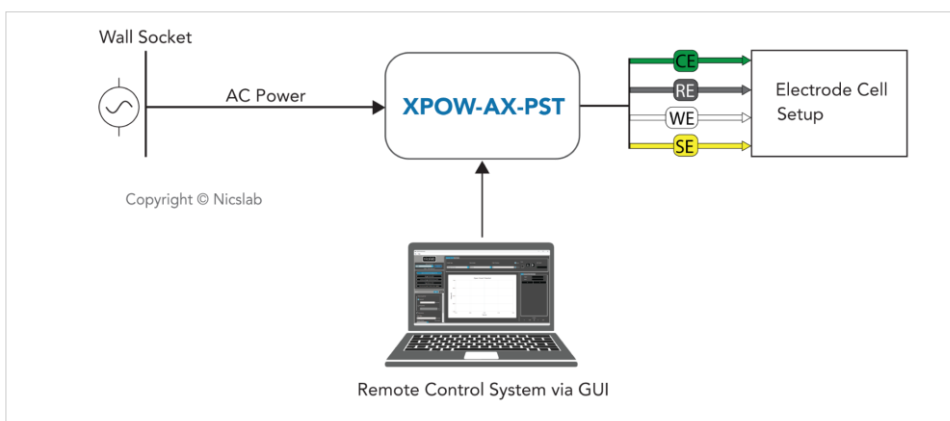 Wall Socket
AC Power
XPOW-AX-PST
CE
RE
WE
SE
Electrode Cell
Setup
Copyright © Nicslab
Remote Control System via GUI